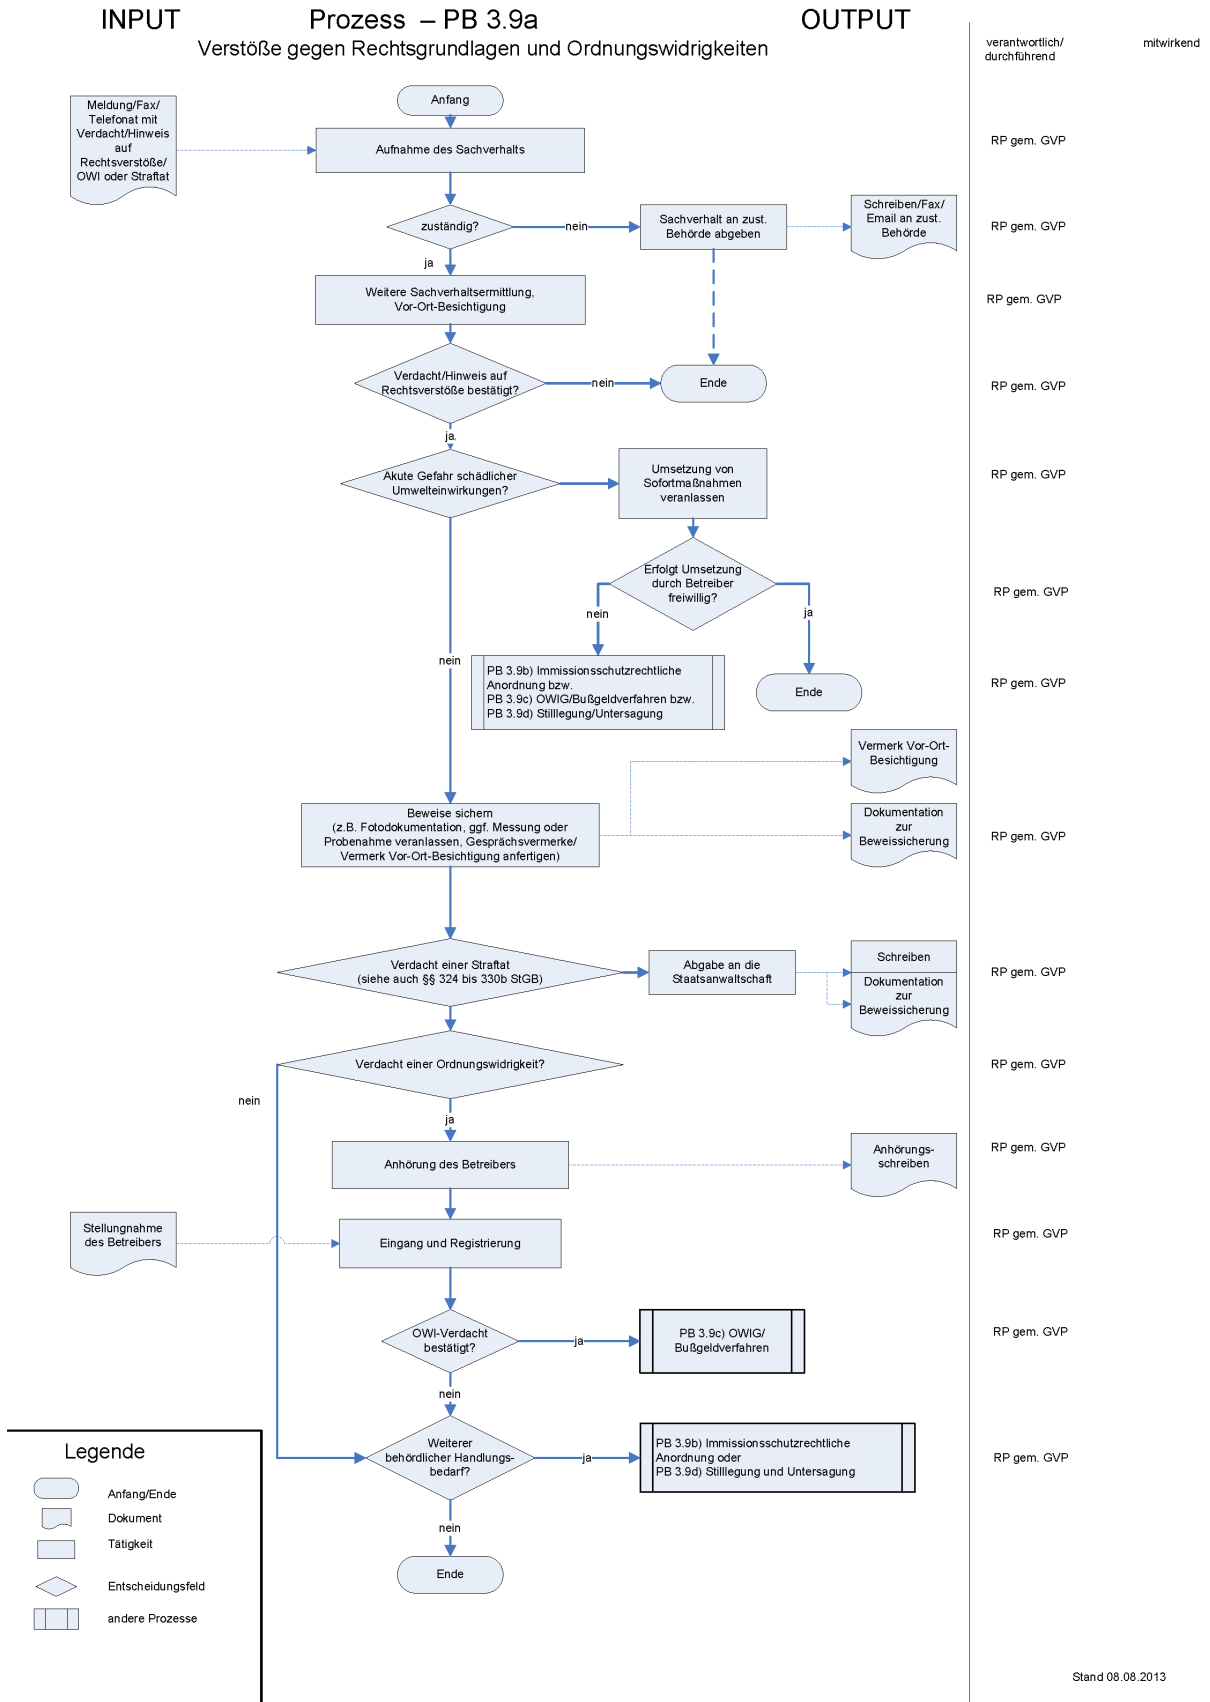 INPUT
Prozess – PB 3.9a
OUTPUT
Verstöße gegen Rechtsgrundlagen und Ordnungswidrigkeiten
verantwortlich/
durchführend
mitwirkend
Anfang
Meldung/Fax/
Telefonat mit
Verdacht/Hinweis
auf
Rechtsverstöße/
OWI oder Straftat
Aufnahme des Sachverhalts
RP gem. GVP
zuständig?
nein
Sachverhalt an zust.
Behörde abgeben
Schreiben/Fax/
Email an zust.
Behörde
RP gem. GVP
ja
Weitere Sachverhaltsermittlung,
Vor-Ort-Besichtigung
RP gem. GVP
Verdacht/Hinweis auf
Rechtsverstöße bestätigt?
nein
Ende
RP gem. GVP
ja
Akute Gefahr schädlicher
Umwelteinwirkungen?
Umsetzung von
Sofortmaßnahmen
veranlassen
RP gem. GVP
Erfolgt Umsetzung
durch Betreiber
freiwillig?
RP gem. GVP
nein
ja
nein
PB 3.9b) Immissionsschutzrechtliche
Anordnung bzw.
PB 3.9c) OWIG/Bußgeldverfahren bzw.
PB 3.9d) Stilllegung/Untersagung
Ende
RP gem. GVP
Vermerk Vor-Ort-
Besichtigung
Beweise sichern
(z.B. Fotodokumentation, ggf. Messung oder
Probenahme veranlassen, Gesprächsvermerke/
Vermerk Vor-Ort-Besichtigung anfertigen)
Dokumentation
zur
Beweissicherung
RP gem. GVP
Verdacht einer Straftat
(siehe auch §§ 324 bis 330b StGB)
Abgabe an die
Staatsanwaltschaft
Schreiben
Dokumentation
zur
Beweissicherung
RP gem. GVP
Verdacht einer Ordnungswidrigkeit?
RP gem. GVP
nein
ja
Anhörung des Betreibers
Anhörungs-
schreiben
RP gem. GVP
Stellungnahme
des Betreibers
Eingang und Registrierung
RP gem. GVP
OWI-Verdacht
bestätigt?
ja
PB 3.9c) OWIG/
Bußgeldverfahren
RP gem. GVP
nein
Weiterer
behördlicher Handlungs-
bedarf?
ja
PB 3.9b) Immissionsschutzrechtliche
Anordnung oder
PB 3.9d) Stilllegung und Untersagung
RP gem. GVP
nein
Ende
Legende
Anfang/Ende
Dokument
Tätigkeit
Entscheidungsfeld
andere Prozesse
Stand 08.08.2013